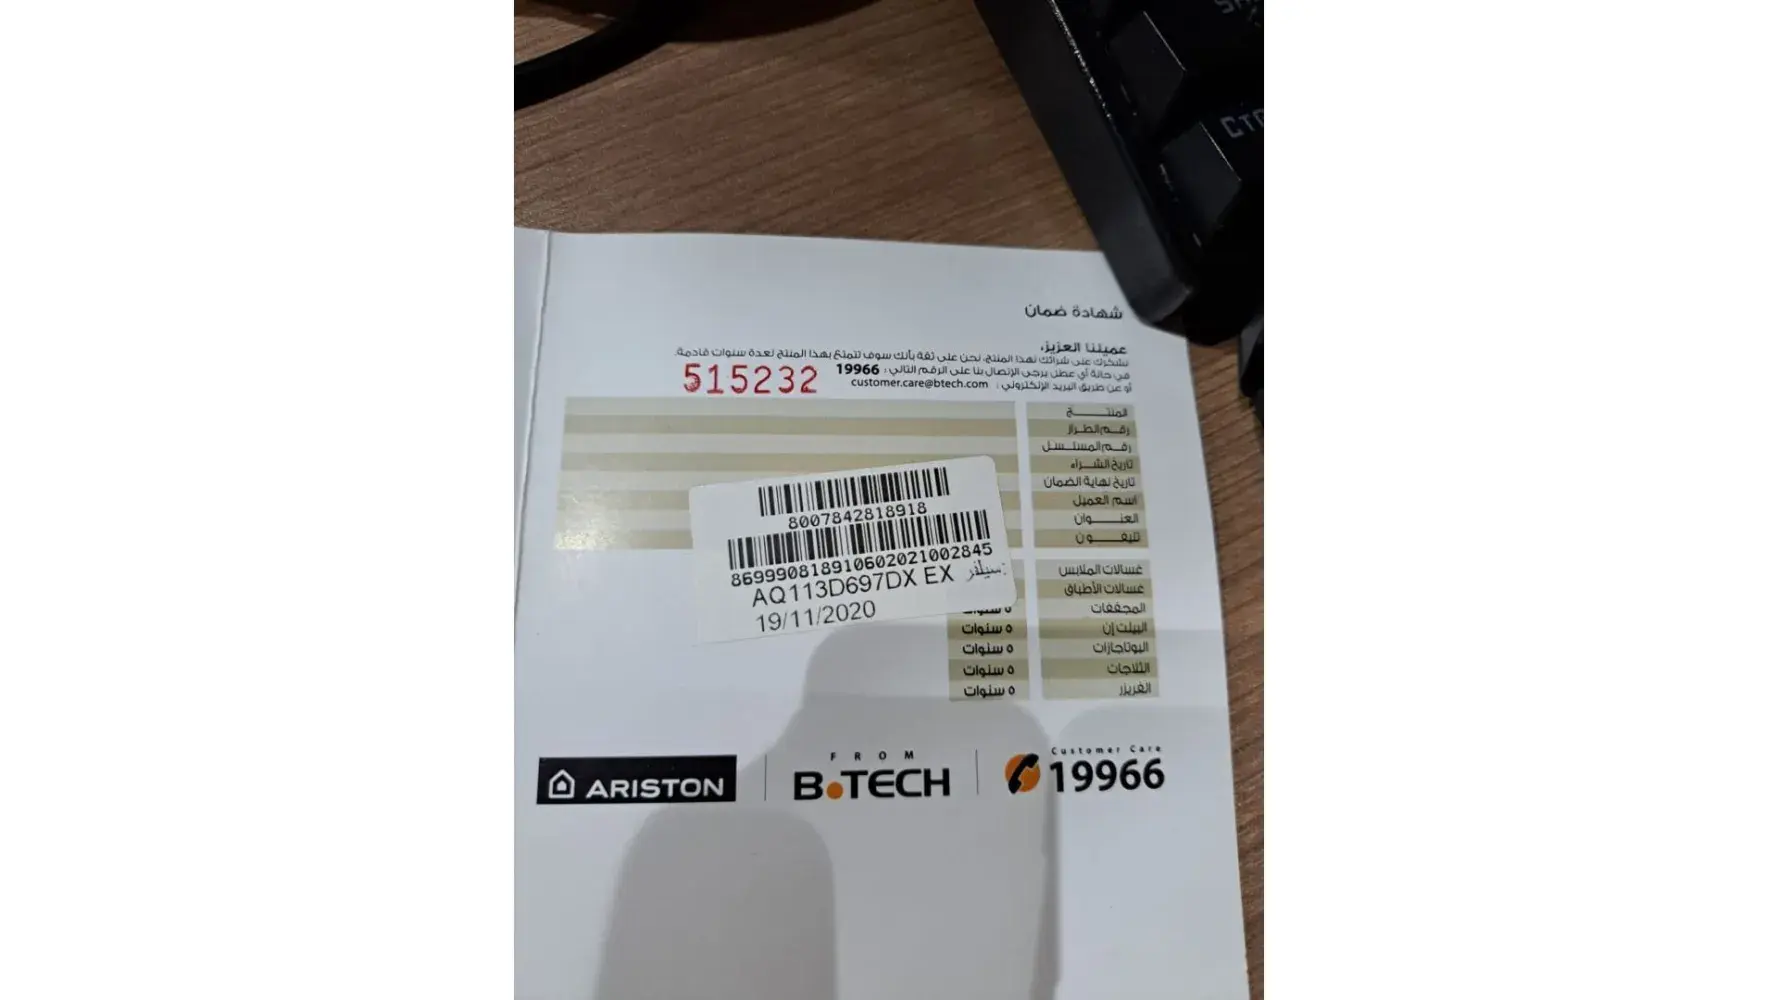 CTR
شهادة ضمان
عميلنا العزيز،
نشكرك على شرائك لهذا المنتج، نحن على ثقة بأنك سوف تتمتع بهذا المنتج لعدة سنوات قادمة.
في حالة أي عطل يرجى الإتصال بنا على الرقم التالي : 19966
أو عن طريق البريد الإلكتروني : customer.care@btech.com
515232
المنتج
رقم الطراز
رقم المسلسل
تاريخ الشراء
تاريخ نهاية الضمان
اسم العميل
العنوان
تليفون
8007842818918
869990818910602021002845
AQ113D697DX EX سيلفر:
19/11/2020
غسالات الملابس
غسالات الأطباق
المجففات ٥ سنوات
البيلت إن ٥ سنوات
البوتاجازات ٥ سنوات
الثلاجات ٥ سنوات
الفريزر ٥ سنوات
ARISTON
FROM
B.TECH
Customer Care
19966